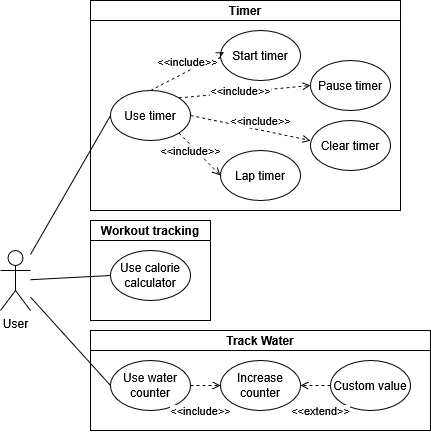 Timer
Start timer
<<include>>
Pause timer
<<include>>
Use timer
<<include>>
Clear timer
<<include>>
Lap timer
Workout tracking
Use calorie
calculator
User
Track Water
Use water
counter
Increase
counter
Custom value
<<include>>
<<extend>>